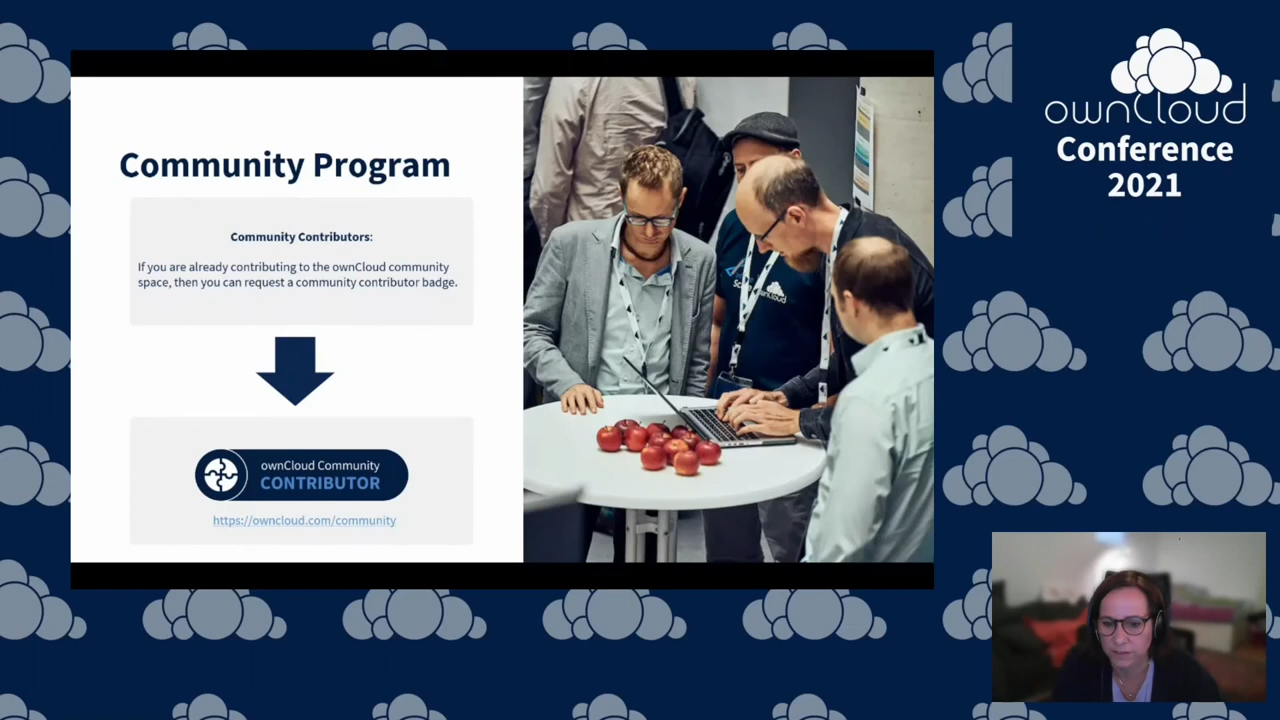 Community Program
Community Contributors:
If you are already contributing to the ownCloud community
space, then you can request a community contributor badge.
ownCloud Community
CONTRIBUTOR
https://owncloud.com/community
ownCloud
Conference
2021